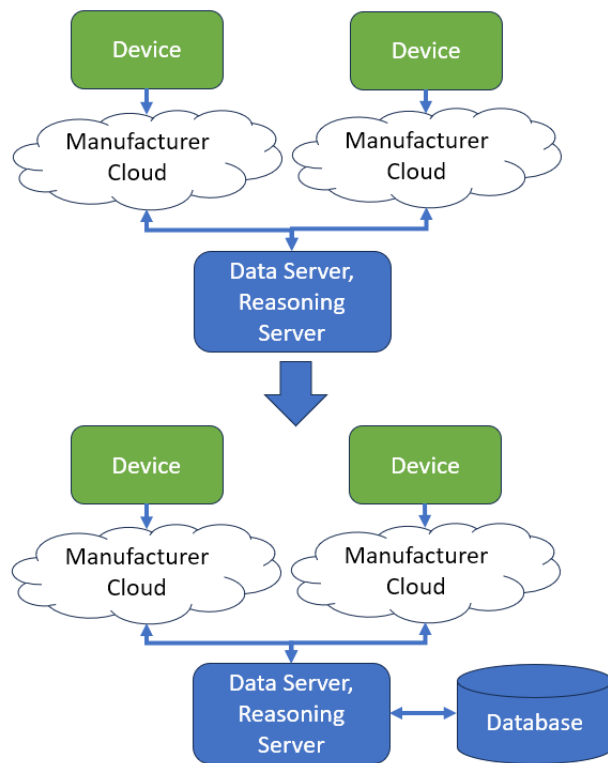 Device
Device
Manufacturer
Cloud
Manufacturer
Cloud
Data Server,
Reasoning
Server
Device
Device
Manufacturer
Cloud
Manufacturer
Cloud
Data Server,
Reasoning
Server
Database